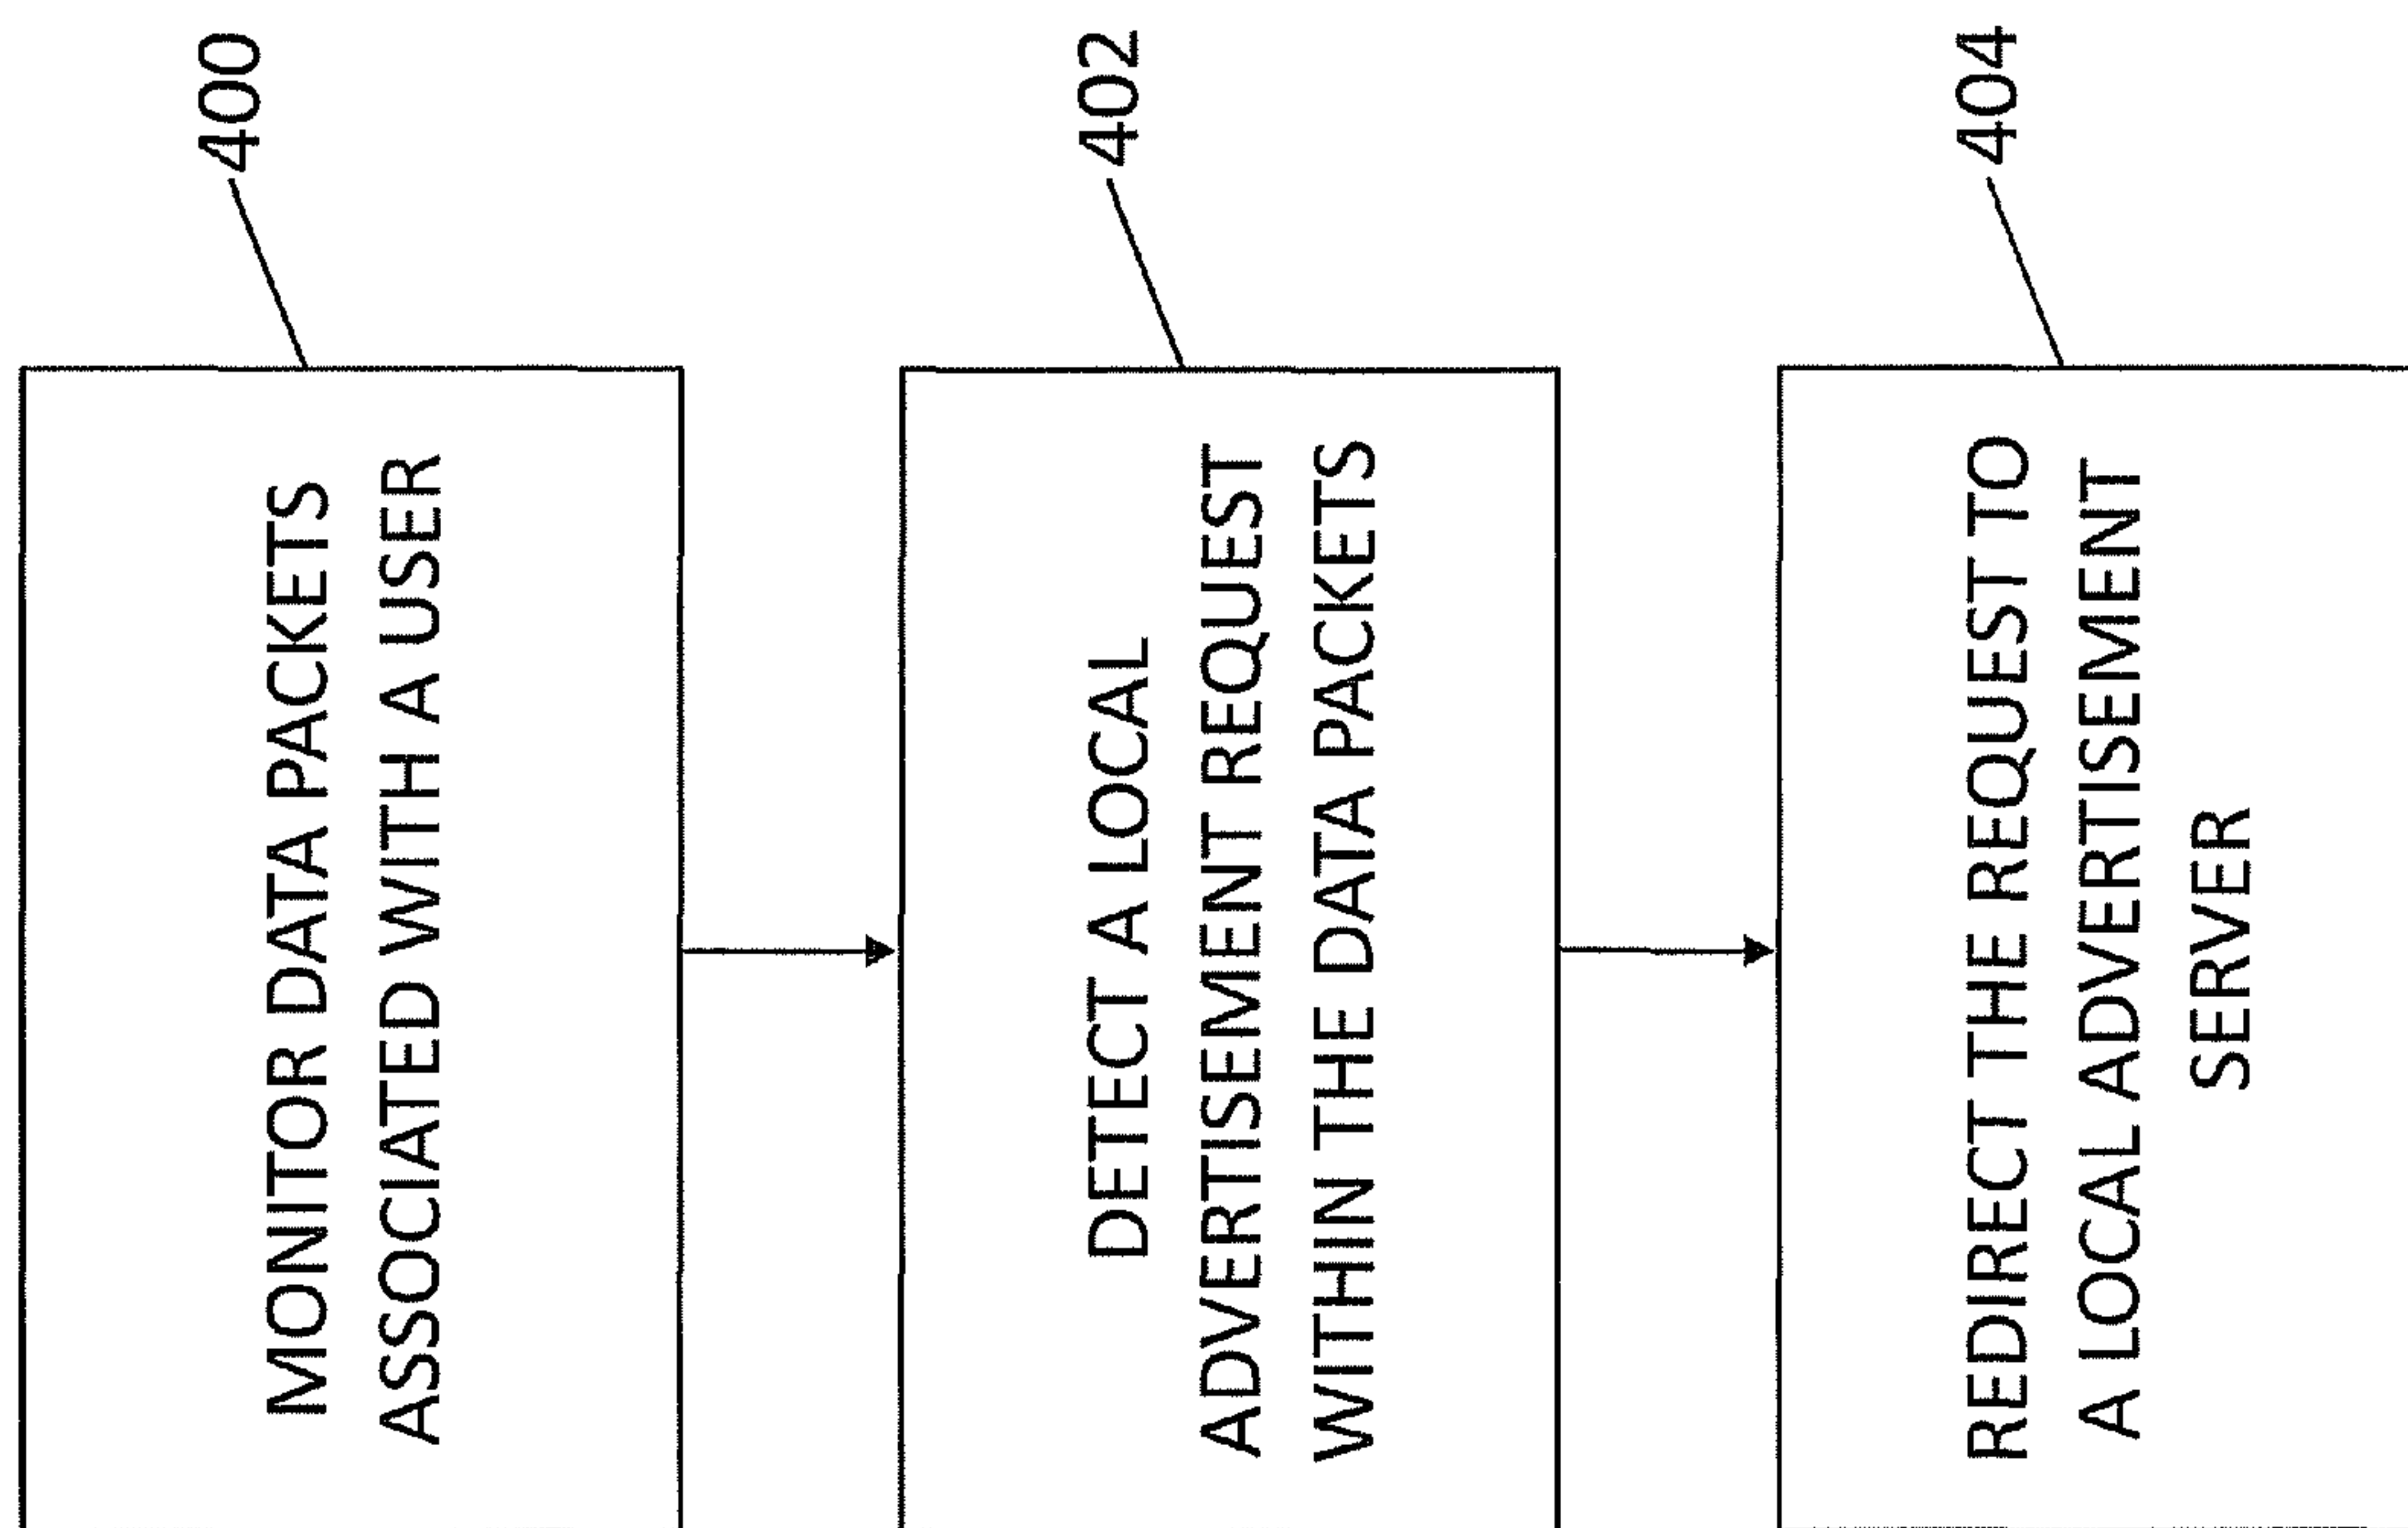 400
MONITOR DATA PACKETS
ASSOCIATED WITH A USER
402
DETECT A LOCAL
ADVERTISEMENT REQUEST
WITHIN THE DATA PACKETS
404
REDIRECT THE REQUEST TO
A LOCAL ADVERTISEMENT
SERVER